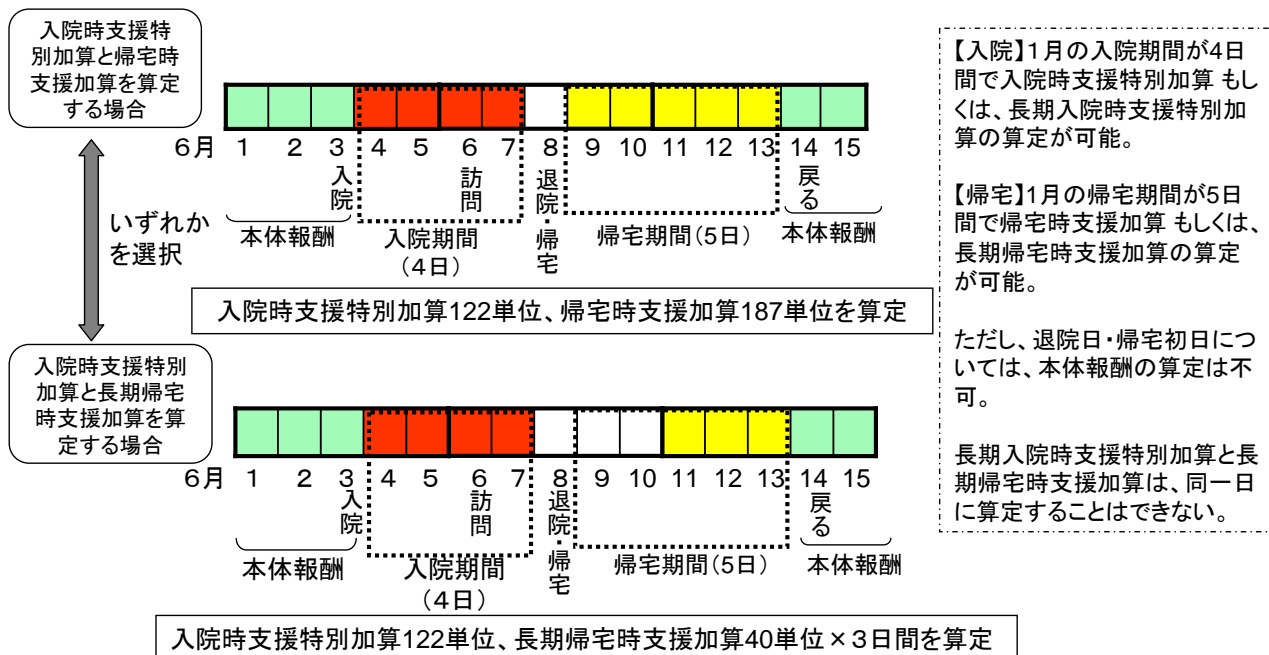 入院時支援特
別加算と帰宅時
支援加算を算定
する場合
6月 1 2 3 4 5 6 7 8 9 10 11 12 13 14 15
入院
訪問
退院・帰宅
戻る
本体報酬
入院期間
(4日)
帰宅期間(5日)
本体報酬
入院時支援特別加算122単位、帰宅時支援加算187単位を算定
いずれか
を選択
入院時支援特別
加算と長期帰宅
時支援加算を算
定する場合
6月 1 2 3 4 5 6 7 8 9 10 11 12 13 14 15
入院
訪問
退院・帰宅
戻る
本体報酬
入院期間
(4日)
帰宅期間(5日)
本体報酬
入院時支援特別加算122単位、長期帰宅時支援加算40単位×3日間を算定
【入院】1月の入院期間が4日
間で入院時支援特別加算 もし
くは、長期入院時支援特別加
算の算定が可能。
【帰宅】1月の帰宅期間が5日
間で帰宅時支援加算 もしくは、
長期帰宅時支援加算の算定
が可能。
ただし、退院日・帰宅初日につ
いては、本体報酬の算定は不
可。
長期入院時支援特別加算と長
期帰宅時支援加算は、同一日
に算定することはできない。